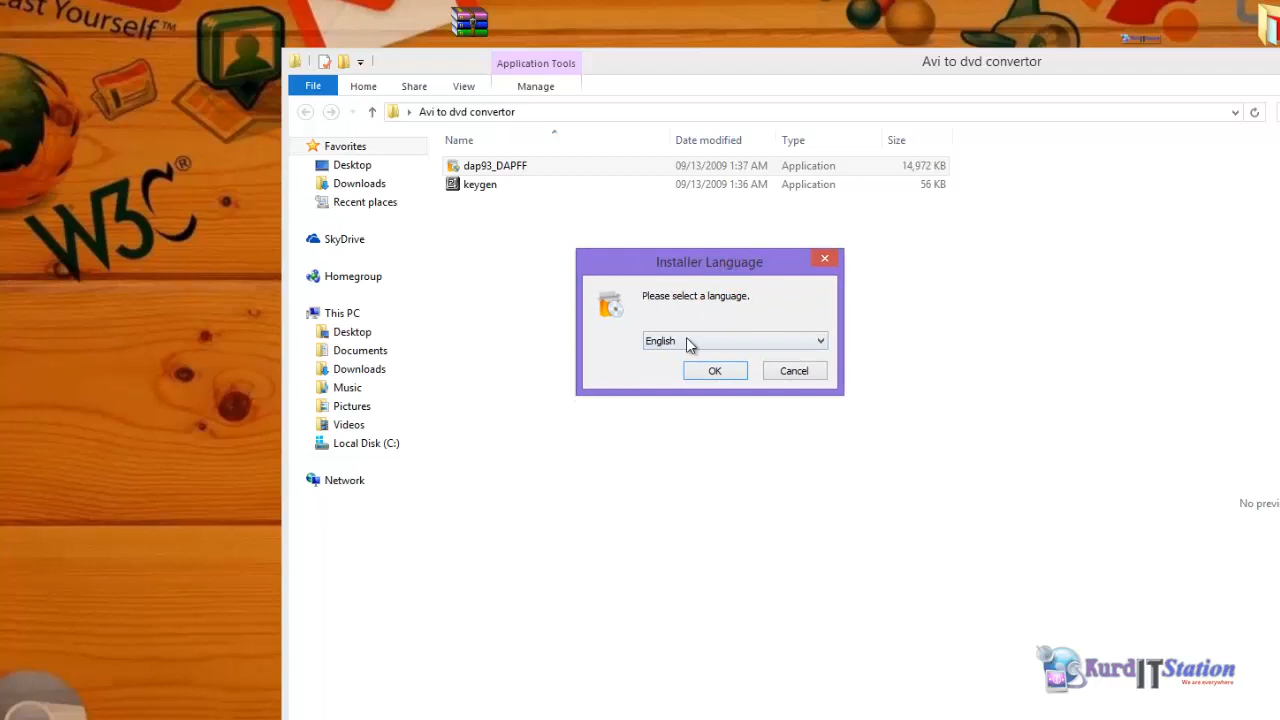 ast Yourself™
W3C®
KurdITStation
Avi to dvd convertor
Application Tools
File
Home
Share
View
Manage
Avi to dvd convertor
Name
Date modified
Type
Size
dap93_DAPFF
09/13/2009 1:37 AM
Application
14,972 KB
keygen
09/13/2009 1:36 AM
Application
56 KB
Favorites
Desktop
Downloads
Recent places
SkyDrive
Homegroup
This PC
Desktop
Documents
Downloads
Music
Pictures
Videos
Local Disk (C:)
Network
Installer Language
Please select a language.
English
OK
Cancel
No previ
KurdITStation
We are everywhere